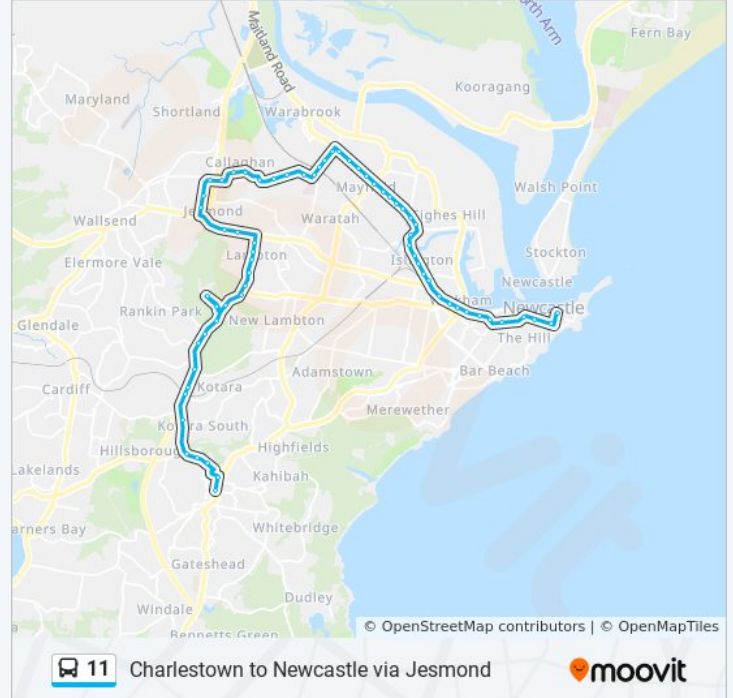 North Arm
Fern Bay
Maitland Road
Kooragang
Maryland
Shortland
Warabrook
Callaghan
Mayfield
Walsh Point
Wallsend
Jesmond
Waratah
Tighes Hill
Elermore Vale
Lambton
Islington
Stockton
Newcastle
Rankin Park
Wickham
Newcastle
Glendale
New Lambton
The Hill
Adamstown
Bar Beach
Cardiff
Kotara
Merewether
Kotara South
Hillsborough
Highfields
Lakelands
Kahibah
Warners Bay
Whitebridge
Gateshead
Dudley
Windale
Bennetts Green
© OpenStreetMap contributors | © OpenMapTiles
11 Charlestown to Newcastle via Jesmond
moovit